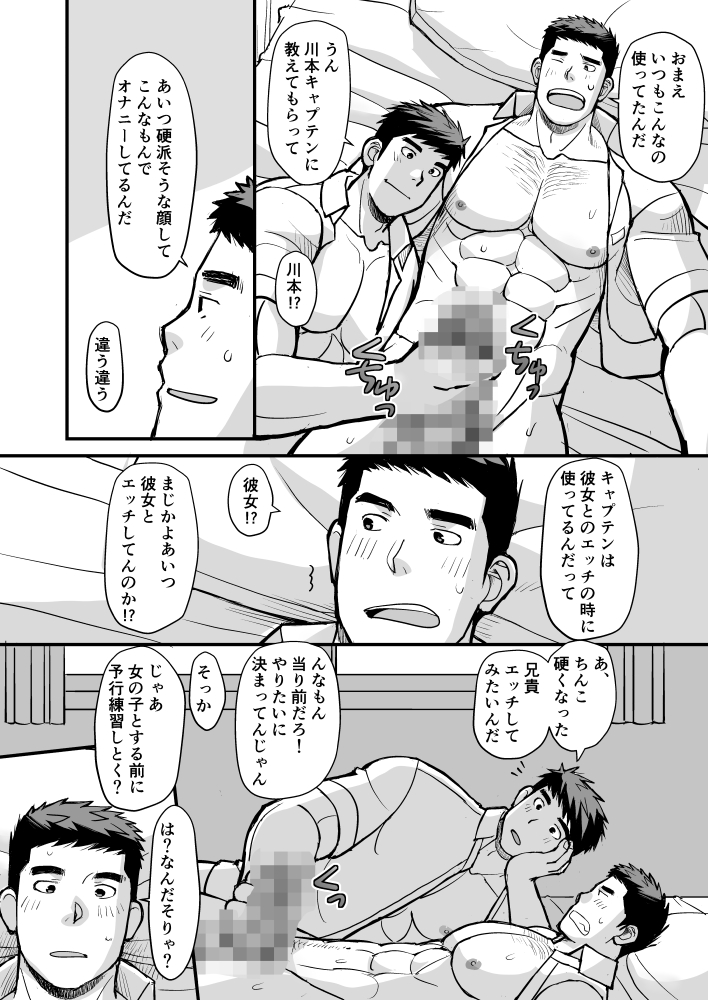 おまえ
いつもこんなの
使ってたんだ
うん
川本キャプテンに
教えてもらって
川本!?
くちゅっ
くちゅっ
あいつ硬派そうな顔して
こんなもんで
オナニーしてるんだ
違う違う
キャプテンは
彼女とのエッチの時に
使ってるんだって
彼女!?
まじかよあいつ
彼女と
エッチしてんのか!?
あ、
ちんこ
硬くなった
兄貴
エッチして
みたいんだ
んなもん
当り前だろ!
やりたいに
決まってんじゃん
くっ
そっか
じゃあ
女の子とする前に
予行練習しとく?
は?なんだそりゃ?